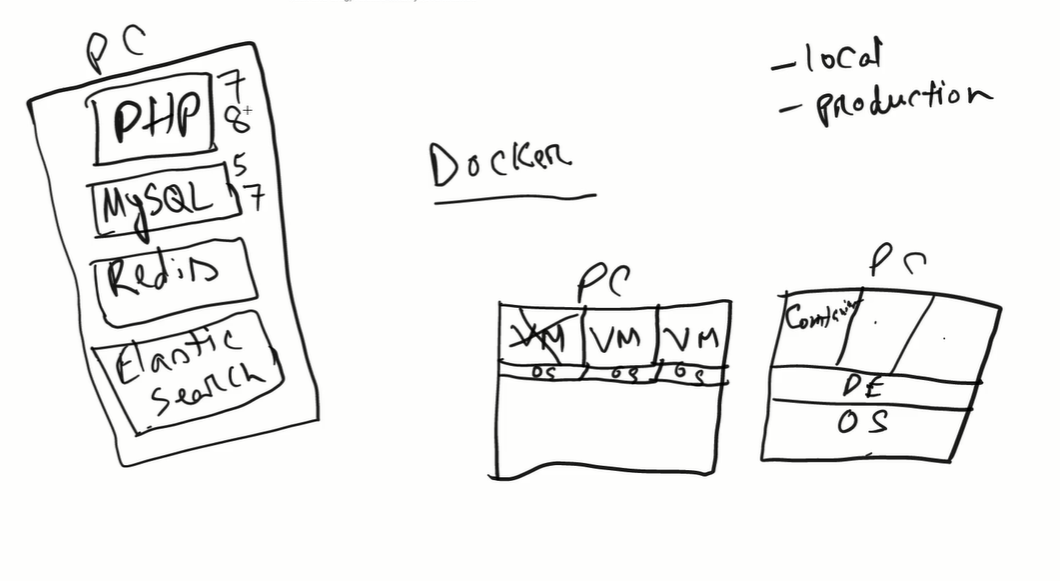 PC
PHP 7
8+
MySQL 5
7
Redis
Elastic
Search
Docker
- local
- production
PC
VM VM VM
OS OS OS
PC
Container
DE
OS